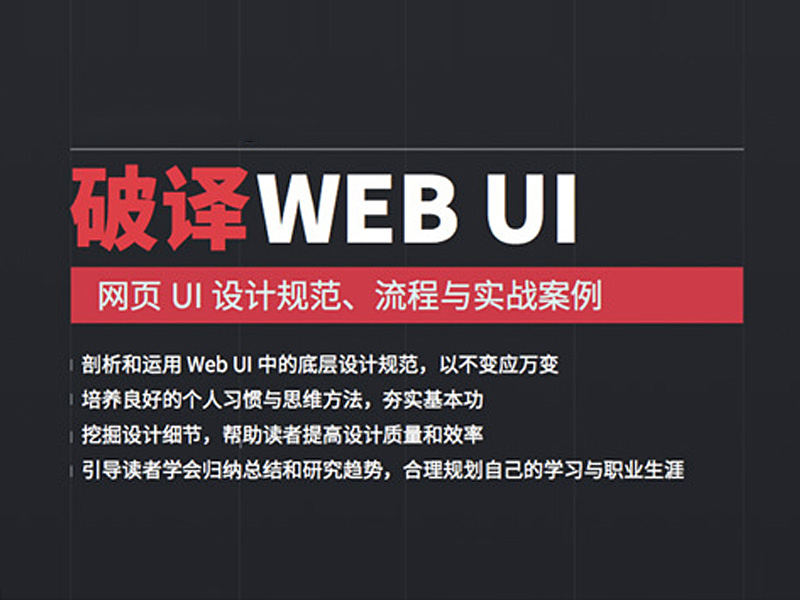 破译WEB UI
网页 UI 设计规范、流程与实战案例
剖析和运用 Web UI 中的底层设计规范，以不变应万变
培养良好的个人习惯与思维方法，夯实基本功
挖掘设计细节，帮助读者提高设计质量和效率
引导读者学会归纳总结和研究趋势，合理规划自己的学习与职业生涯